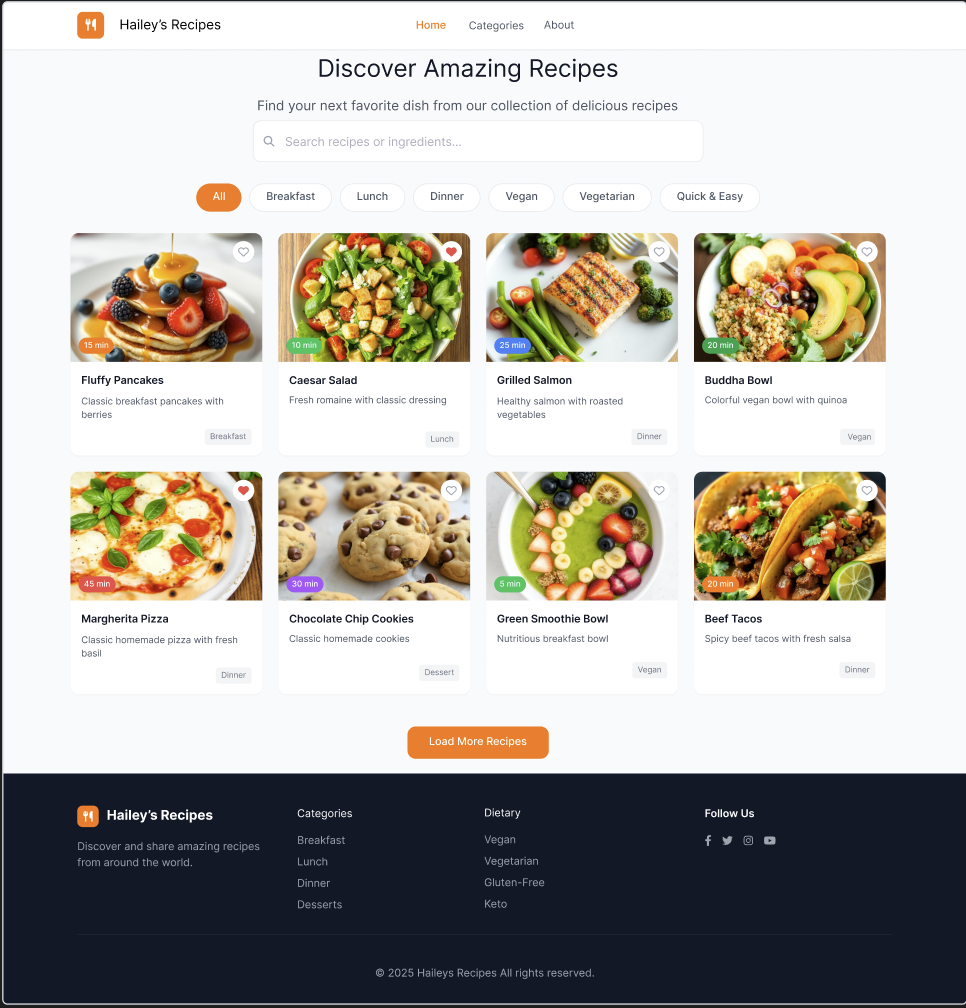 Hailey’s Recipes
Home Categories About
Discover Amazing Recipes
Find your next favorite dish from our collection of delicious recipes
Search recipes or ingredients...
All Breakfast Lunch Dinner Vegan Vegetarian Quick & Easy
15 min
Fluffy Pancakes
Classic breakfast pancakes with
berries
Breakfast
10 min
Caesar Salad
Fresh romaine with classic dressing
Lunch
25 min
Grilled Salmon
Healthy salmon with roasted
vegetables
Dinner
20 min
Buddha Bowl
Colorful vegan bowl with quinoa
Vegan
45 min
Margherita Pizza
Classic homemade pizza with fresh
basil
Dinner
30 min
Chocolate Chip Cookies
Classic homemade cookies
Dessert
5 min
Green Smoothie Bowl
Nutritious breakfast bowl
Vegan
20 min
Beef Tacos
Spicy beef tacos with fresh salsa
Dinner
Load More Recipes
Hailey’s Recipes
Discover and share amazing recipes
from around the world.
Categories
Breakfast
Lunch
Dinner
Desserts
Dietary
Vegan
Vegetarian
Gluten-Free
Keto
Follow Us
© 2025 Haileys Recipes All rights reserved.